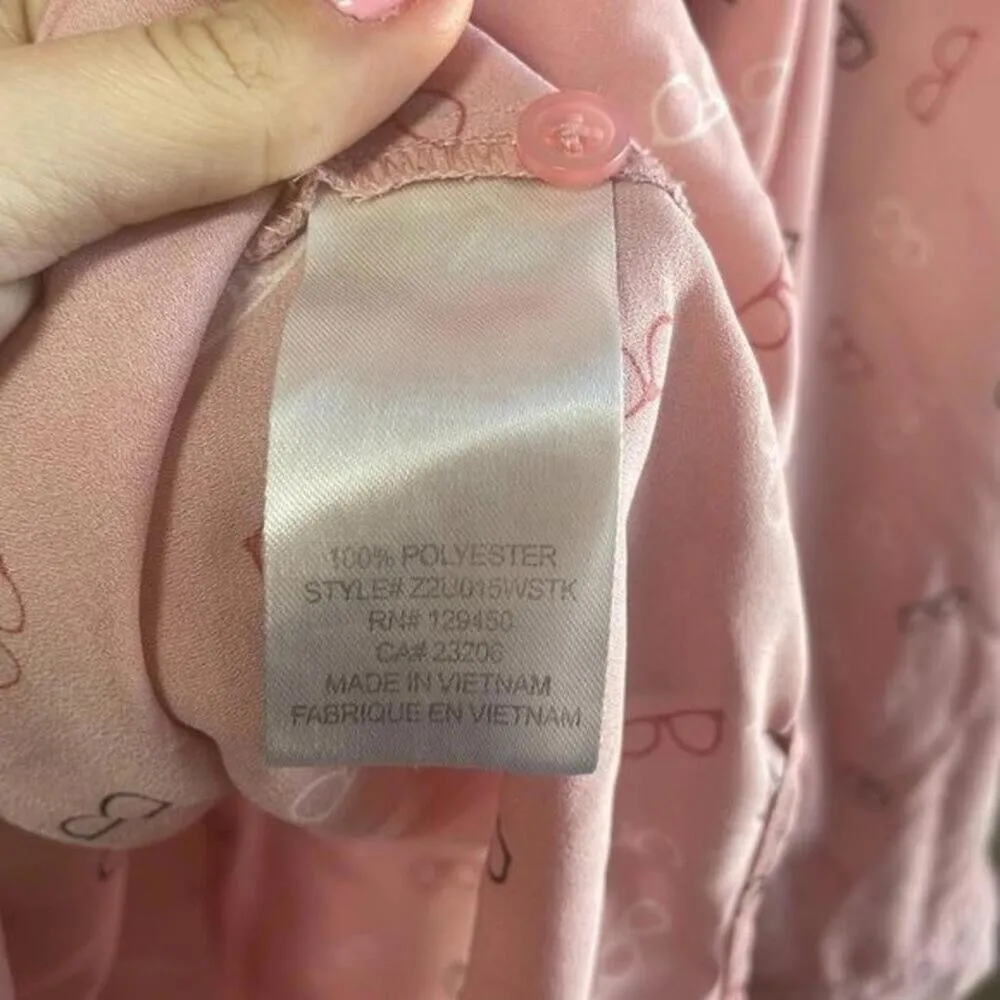 100% POLYESTER
STYLE# Z2U015WSTK
RN# 129450
CA# 23206
MADE IN VIETNAM
FABRIQUE EN VIETNAM